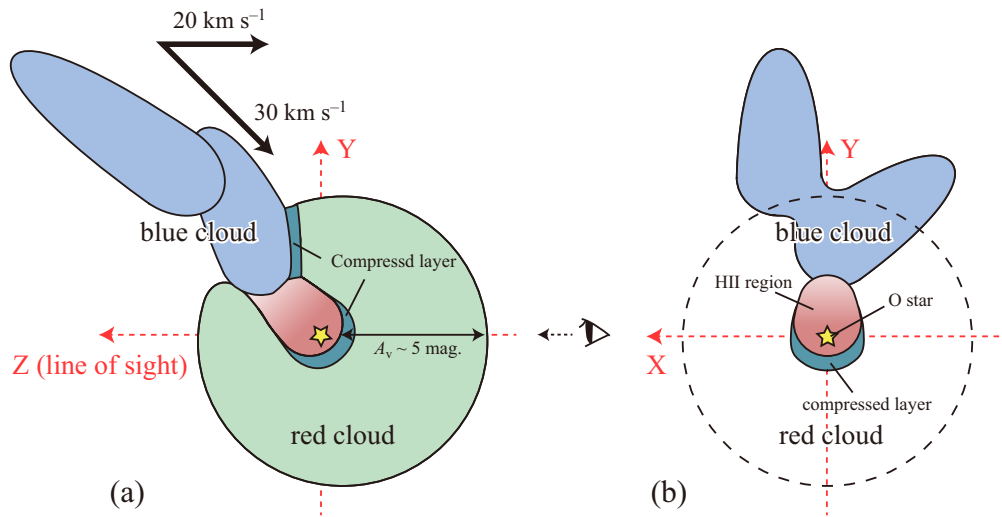 20 km s⁻¹
30 km s⁻¹
Y
blue cloud
Compressd layer
Z (line of sight)
Aᵥ ~ 5 mag.
red cloud
(a)
Y
blue cloud
HII region
O star
X
compressed layer
red cloud
(b)